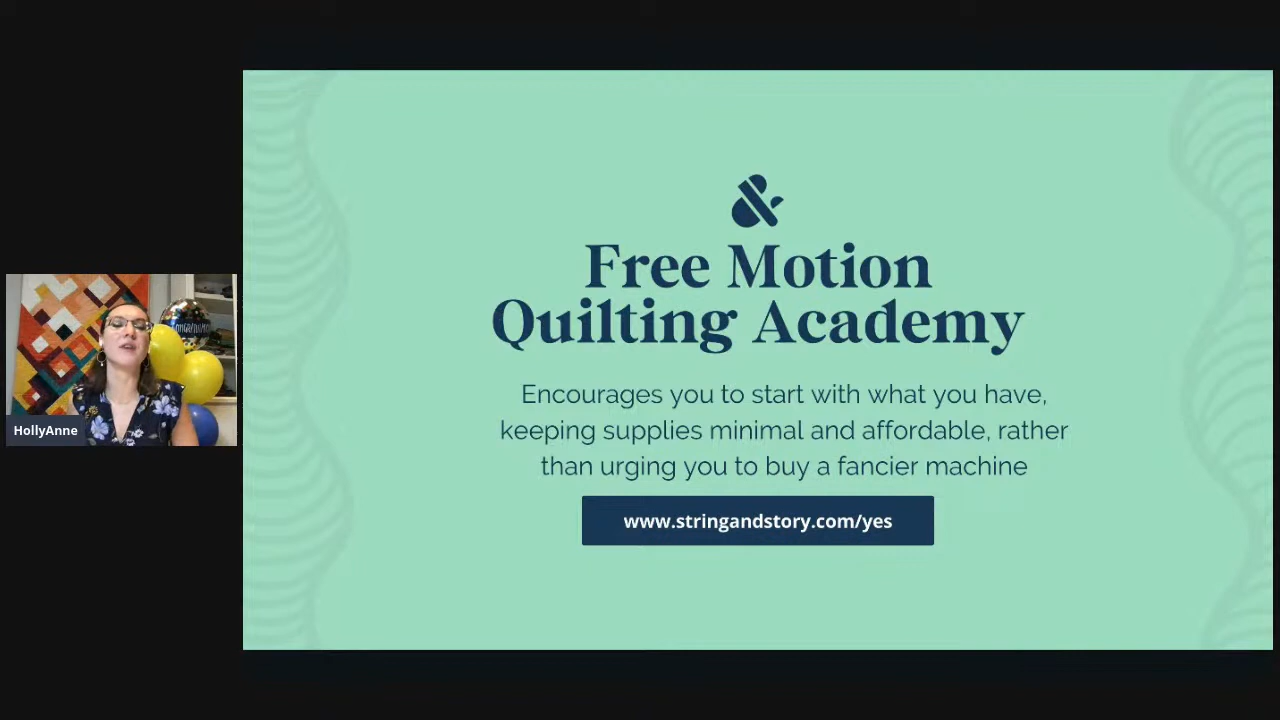 &
Free Motion
Quilting Academy
Encourages you to start with what you have,
keeping supplies minimal and affordable, rather
than urging you to buy a fancier machine
www.stringandstory.com/yes
HollyAnne